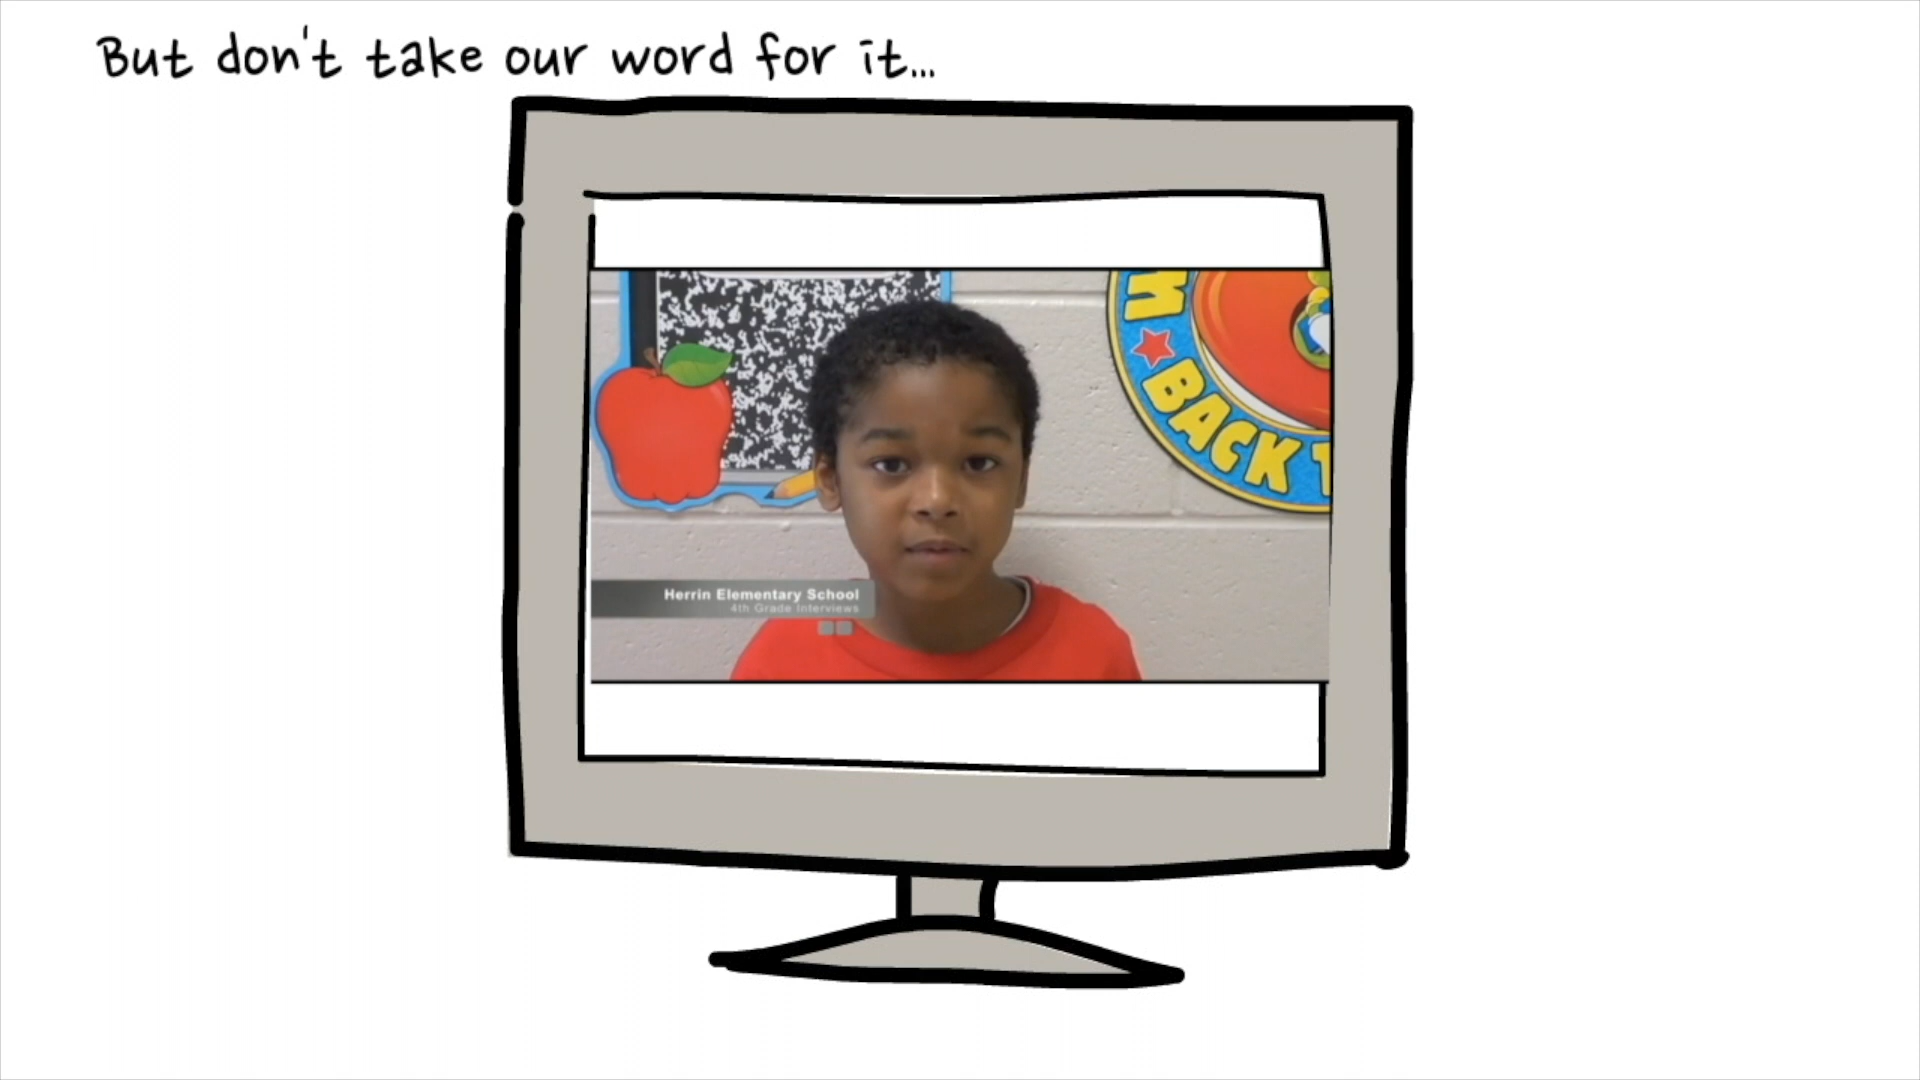 But don't take our word for it...
M
BACK T
Herrin Elementary School
4th Grade Interviews